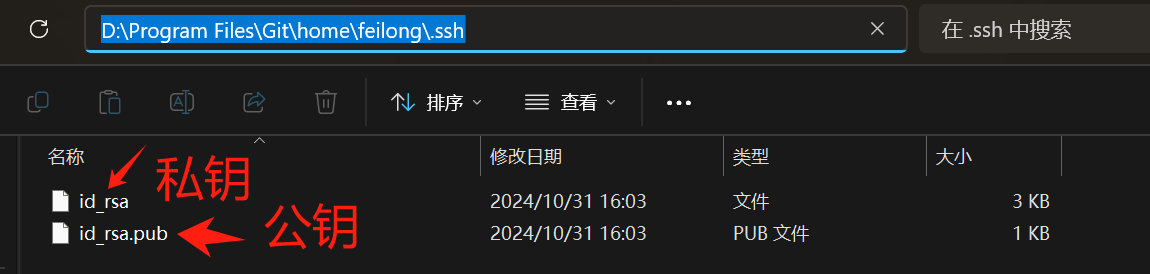 D:\Program Files\Git\home\feilong\.ssh
在 .ssh 中搜索
排序
查看
名称
修改日期
类型
大小
私钥
id_rsa
2024/10/31 16:03
文件
3 KB
id_rsa.pub
公钥
2024/10/31 16:03
PUB 文件
1 KB